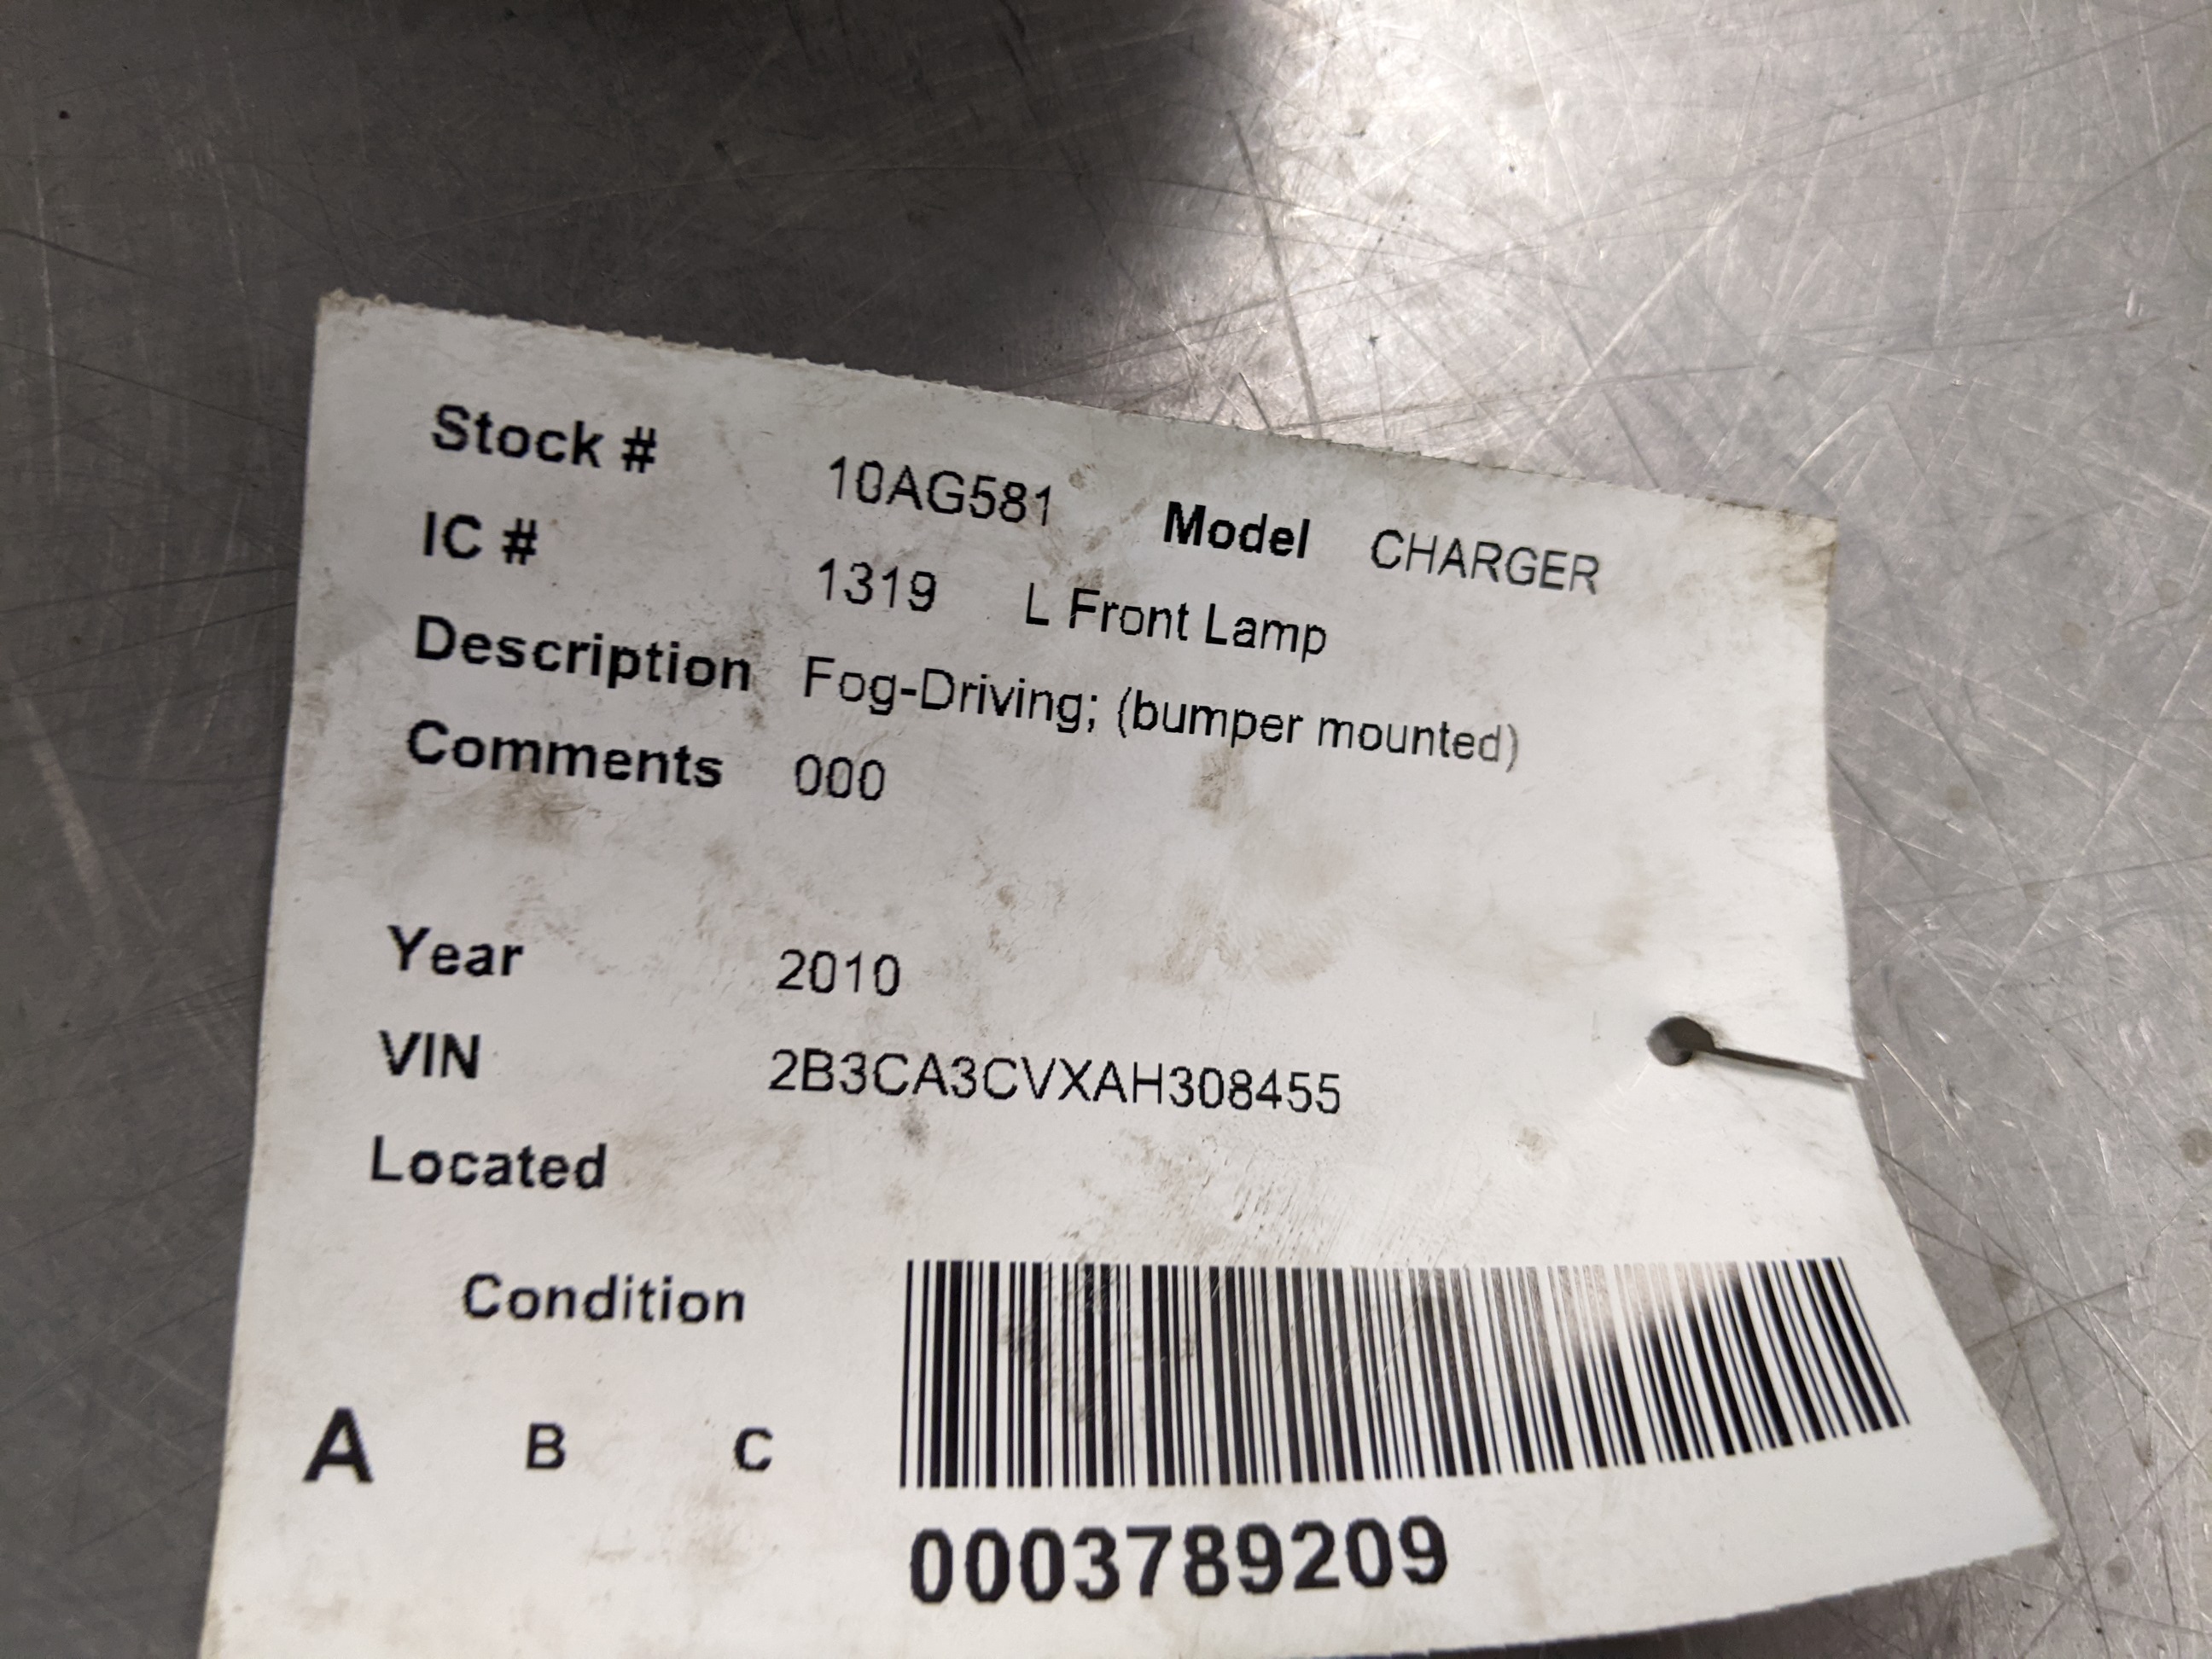 Stock # 10AG581 Model CHARGER
IC # 1319 L Front Lamp
Description Fog-Driving; (bumper mounted)
Comments 000
Year 2010
VIN 2B3CA3CVXAH308455
Located
Condition
A B C
0003789209